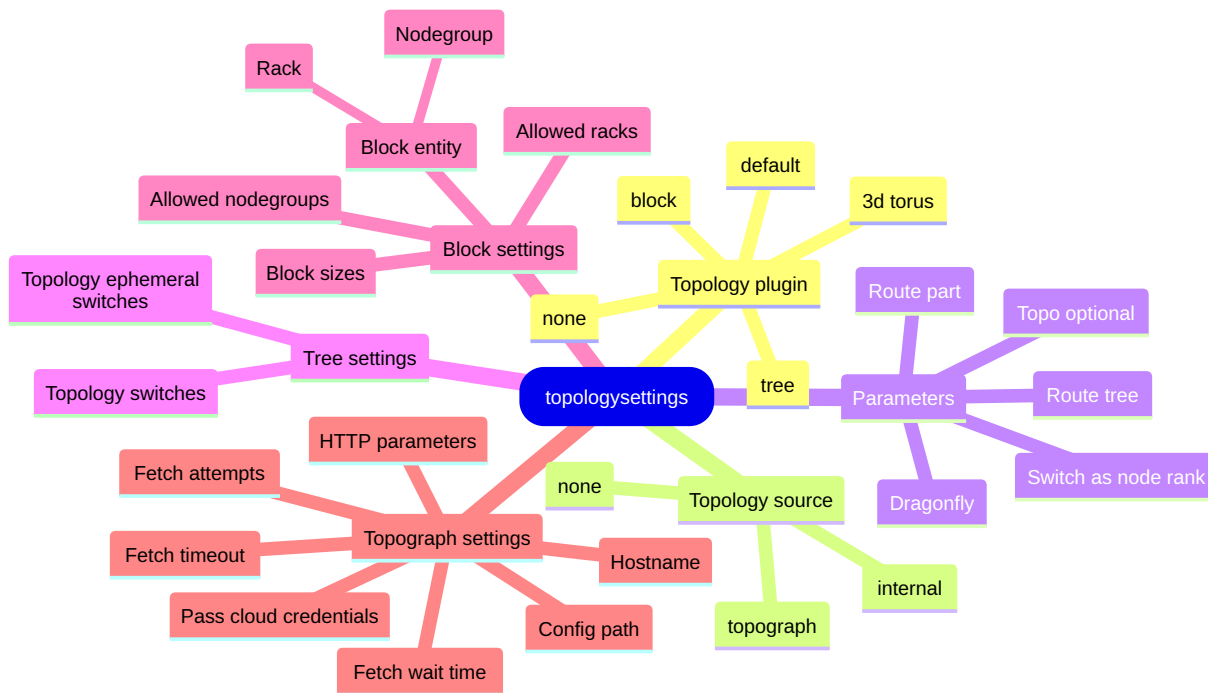 Nodegroup
Rack
Block entity
Allowed racks
Allowed nodegroups
Block settings
Block sizes
default
block
3d torus
Topology plugin
none
tree
Topology ephemeral
switches
Tree settings
Topology switches
topologysettings
Route part
Topo optional
Parameters
Route tree
Switch as node rank
Dragonfly
HTTP parameters
Fetch attempts
Topograph settings
Fetch timeout
Hostname
Pass cloud credentials
Config path
Fetch wait time
none
Topology source
internal
topograph